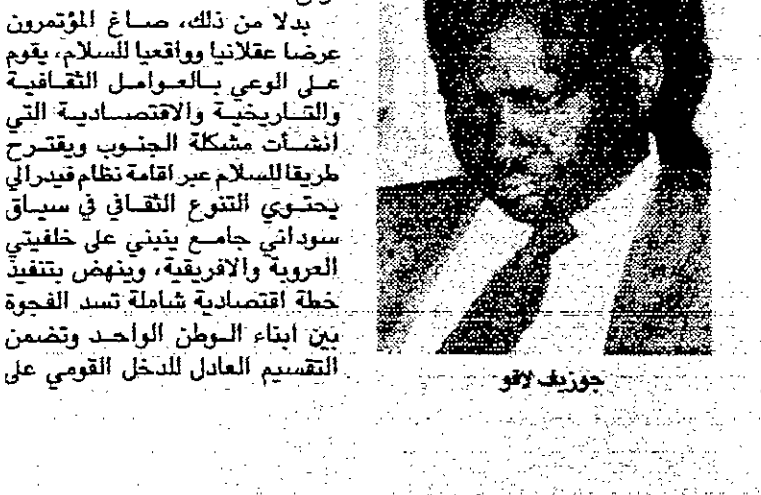 بدلا من ذلك، صاغ المؤتمرون
عرضا عقلانيا وواقعيا للسلام، يقوم
على الوعي بالعوامل الثقافية
والتاريخية والاقتصادية التي
انشأت مشكلة الجنوب ويقترح
طريقا للسلام عبر اقامة نظام فيدرالي
يحتوي التنوع الثقافي في سياق
سوداني جامع ينبني على خلفيتي
العروبة والافريقية، وينهض بتنفيذ
خطة اقتصادية شاملة تسد الفجوة
بين ابناء الوطن الواحد وتضمن
التقسيم العادل للدخل القومي على
جوزيف لاقو